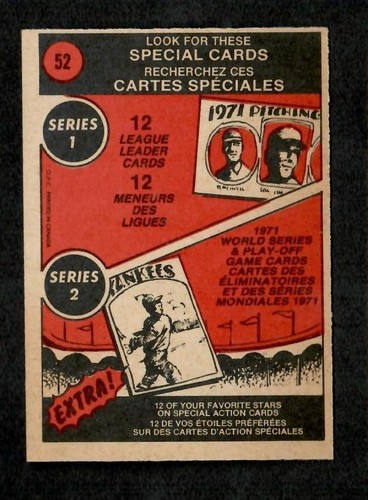 52
LOOK FOR THESE
SPECIAL CARDS
RECHERCHEZ CES
CARTES SPÉCIALES
SERIES
1
12
LEAGUE
LEADER
CARDS
12
MENEURS
DES
LIGUES
1971 PITCHING
O.P.C. PRINTED IN CANADA
1971
WORLD SERIES
& PLAY-OFF
GAME CARDS
CARTES DES
ÉLIMINATOIRES
ET DES SÉRIES
MONDIALES 1971
SERIES
2
YANKEES
EXTRA!
12 OF YOUR FAVORITE STARS
ON SPECIAL ACTION CARDS
12 DE VOS ÉTOILES PRÉFÉRÉES
SUR DES CARTES D'ACTION SPÉCIALES